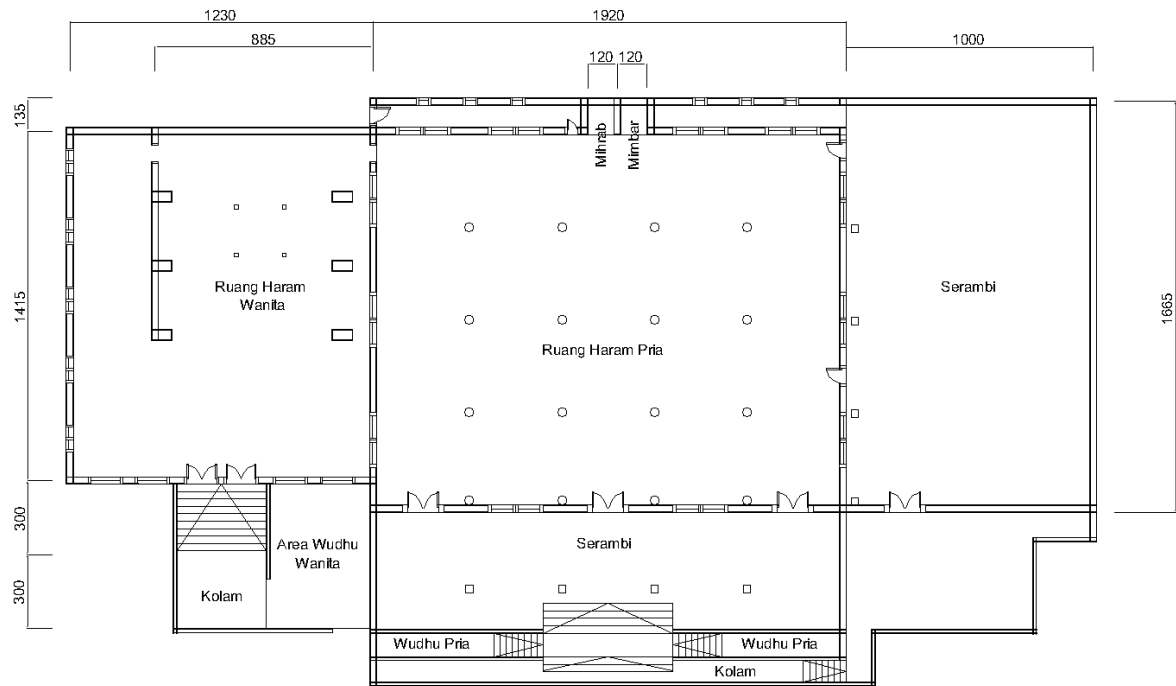 1230
1920
885
1000
120
120
135
Mihrab
Mimbar
1415
1665
Ruang Haram
Wanita
Serambi
Ruang Haram Pria
300
Area Wudhu
Wanita
Serambi
300
Kolam
Wudhu Pria
Wudhu Pria
Kolam